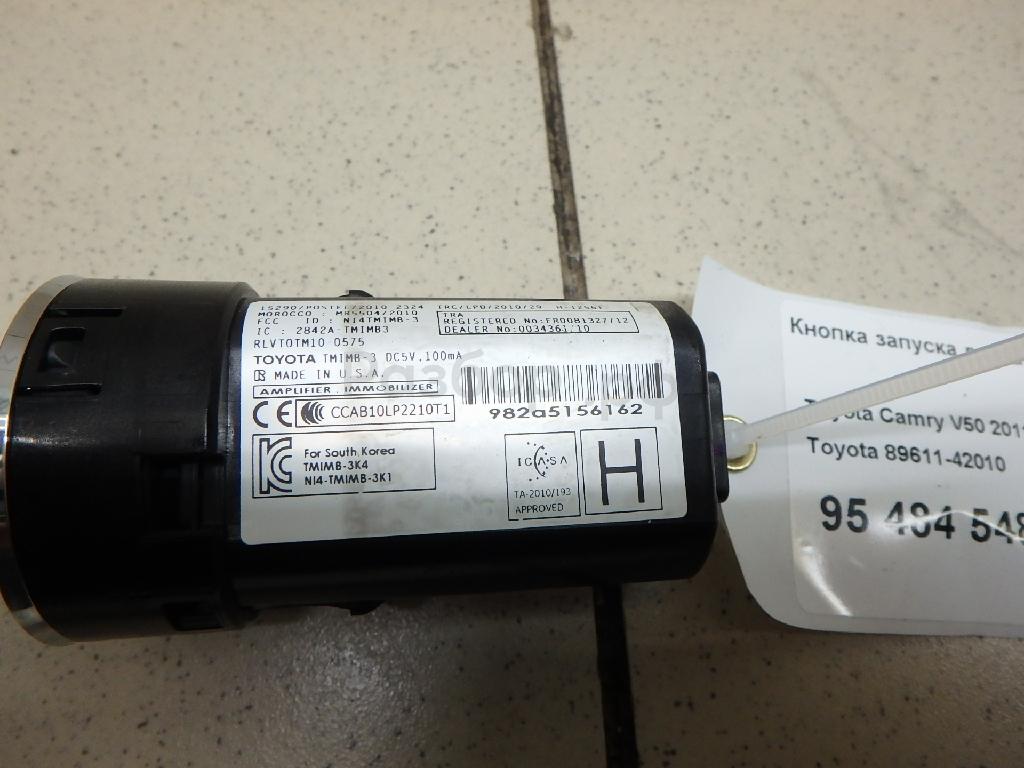 MOROCCO : MR5604/2010
FCC ID : NI4TMIMB-3
IC : 2842A-TMIMB3
RLVTOTM10-0575
TOYOTA TMIMB-3 DC5V,100mA
MADE IN U.S.A.
AMPLIFIER, IMMOBILIZER
CE CCAB10LP2210T1
TRA
REGISTERED No:ER0081327/12
DEALER No:0034361/10
982a5156162
For South Korea
TMIMB-3K4
NI4-TMIMB-3K1
ICASA
TA-2010/193
APPROVED
H
Кнопка запуска
Toyota Camry V50
Toyota 89611-42010
95 484